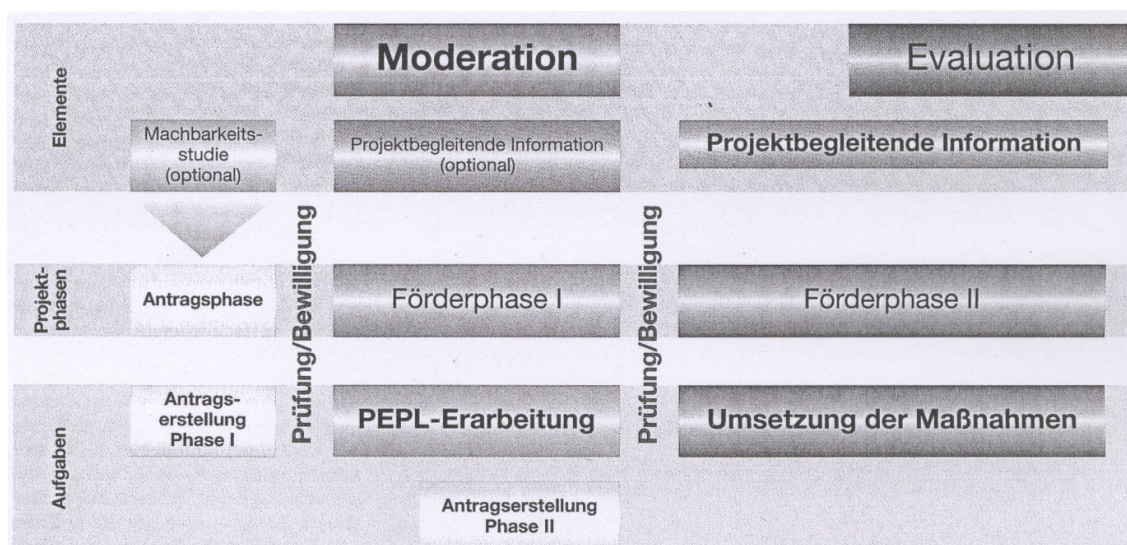 Elemente
Moderation
Evaluation
Machbarkeits-
studie
(optional)
Projektbegleitende Information
(optional)
Projektbegleitende Information
Prüfung/Bewilligung
Prüfung/Bewilligung
Projekt-
phasen
Antragsphase
Förderphase I
Förderphase II
Aufgaben
Antrags-
erstellung
Phase I
PEPL-Erarbeitung
Umsetzung der Maßnahmen
Antragserstellung
Phase II